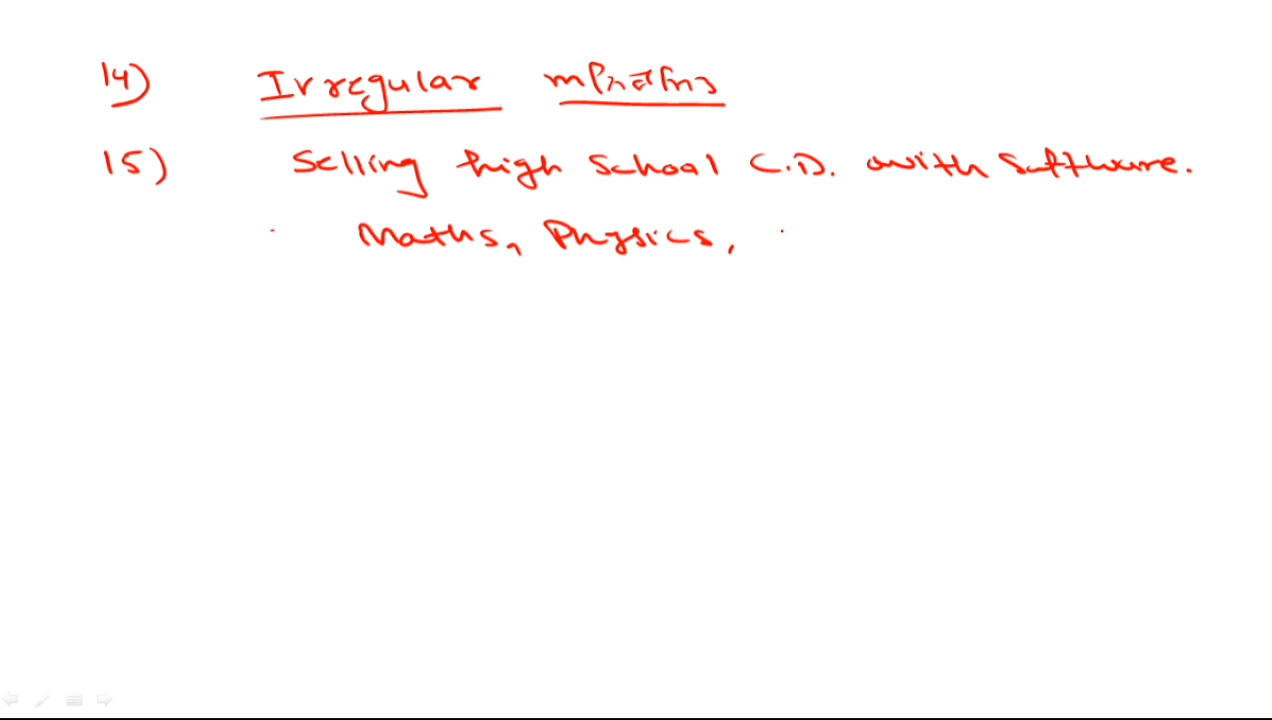 14) Irregular
15) Selling high school C.D. with software.
Maths, Physics,